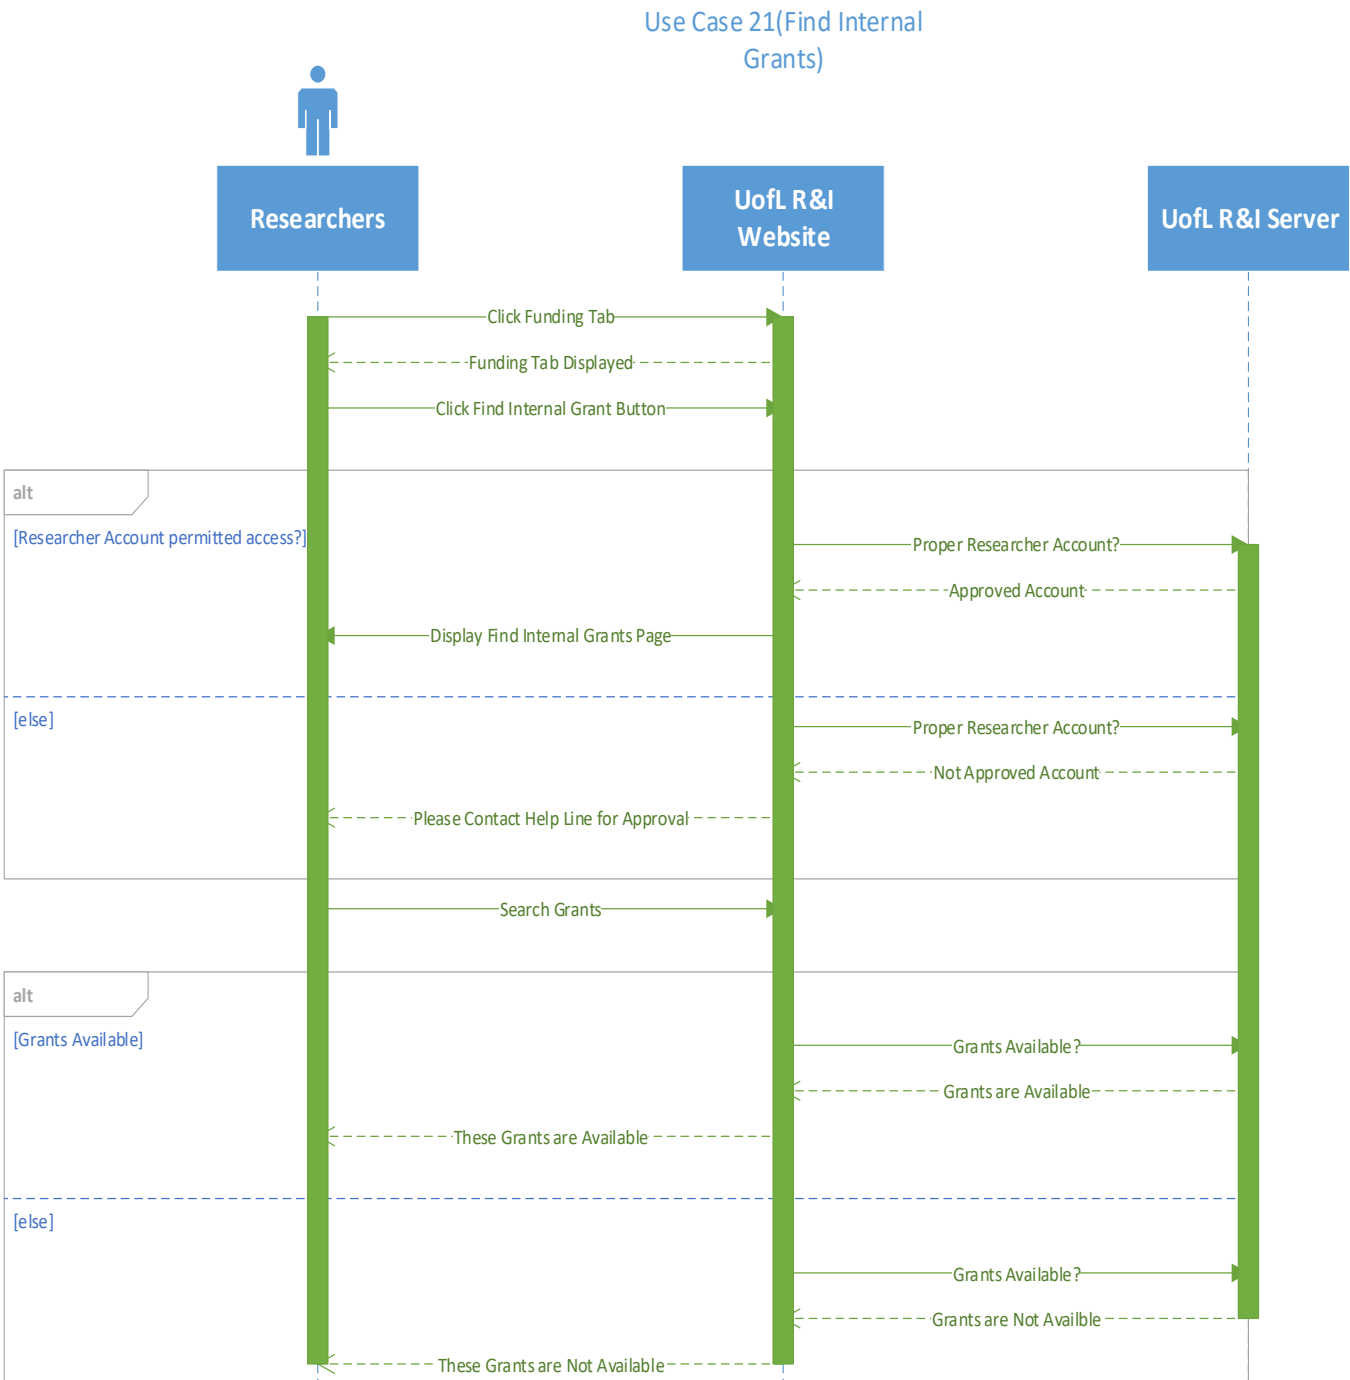 Use Case 21(Find Internal
Grants)
Researchers
UofL R&I
Website
UofL R&I Server
Click Funding Tab
Funding Tab Displayed
Click Find Internal Grant Button
alt
[Researcher Account permitted access?]
Proper Researcher Account?
Approved Account
Display Find Internal Grants Page
[else]
Proper Researcher Account?
Not Approved Account
Please Contact Help Line for Approval
Search Grants
alt
[Grants Available]
Grants Available?
Grants are Available
These Grants are Available
[else]
Grants Available?
Grants are Not Availble
These Grants are Not Available